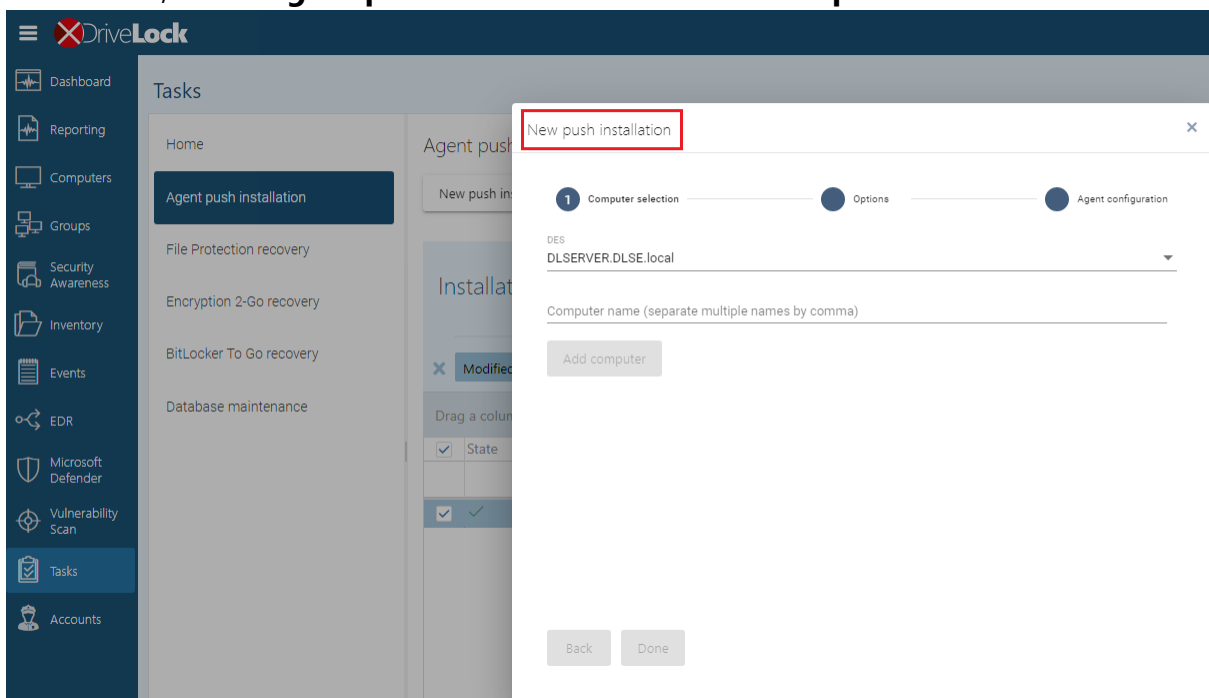 DriveLock
Dashboard
Reporting
Computers
Groups
Security
Awareness
Inventory
Events
EDR
Microsoft
Defender
Vulnerability
Scan
Tasks
Accounts
Tasks
Home
Agent push installation
File Protection recovery
Encryption 2-Go recovery
BitLocker To Go recovery
Database maintenance
Agent push
New push in
Installat
Modified
Drag a colum
State
New push installation
1 Computer selection
Options
Agent configuration
DES
DLSERVER.DLSE.local
Computer name (separate multiple names by comma)
Add computer
Back Done